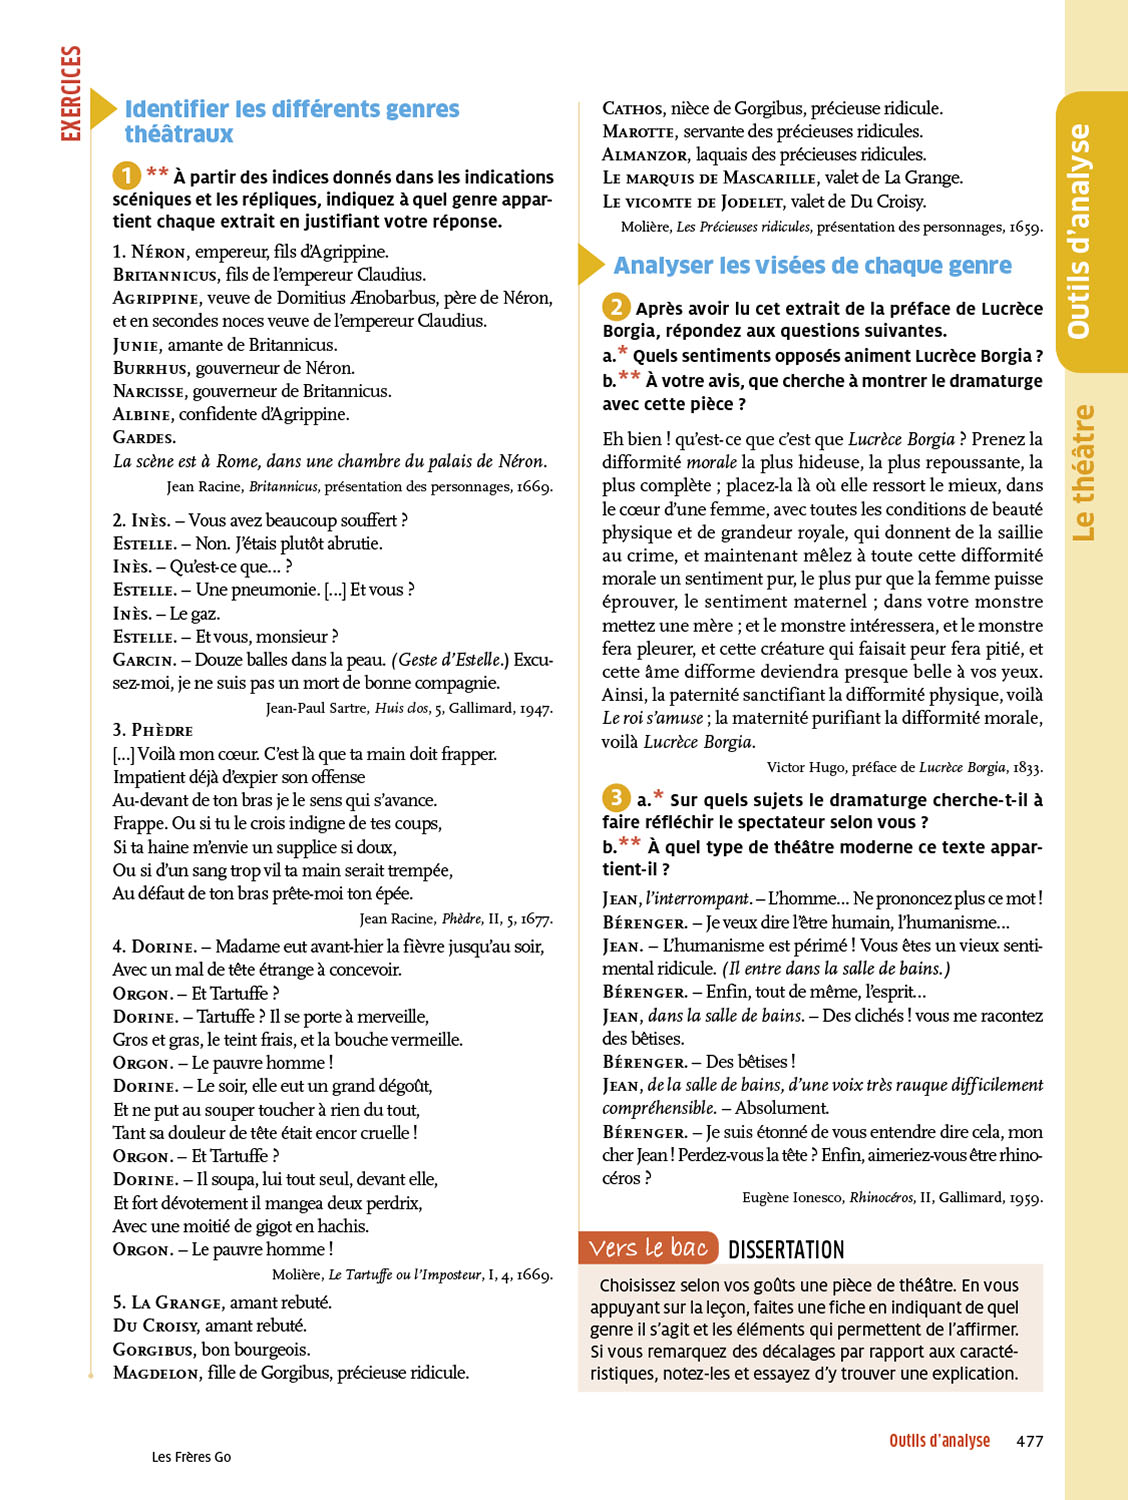 EXERCICES
Identifier les différents genres
théâtraux
1 ** À partir des indices donnés dans les indications
scéniques et les répliques, indiquez à quel genre appar-
tient chaque extrait en justifiant votre réponse.
1. NÉRON, empereur, fils d'Agrippine.
BRITANNICUS, fils de l'empereur Claudius.
AGRIPPINE, veuve de Domitius Ænobarbus, père de Néron,
et en secondes noces veuve de l'empereur Claudius.
JUNIE, amante de Britannicus.
BURRHUS, gouverneur de Néron.
NARCISSE, gouverneur de Britannicus.
ALBINE, confidente d'Agrippine.
GARDES.
La scène est à Rome, dans une chambre du palais de Néron.
Jean Racine, Britannicus, présentation des personnages, 1669.
2. INÈS. – Vous avez beaucoup souffert ?
ESTELLE. – Non. J'étais plutôt abrutie.
INÈS. – Qu'est-ce que... ?
ESTELLE. – Une pneumonie. [...] Et vous ?
INÈS. – Le gaz.
ESTELLE. – Et vous, monsieur ?
GARCIN. – Douze balles dans la peau. (Geste d'Estelle.) Excu-
sez-moi, je ne suis pas un mort de bonne compagnie.
Jean-Paul Sartre, Huis clos, 5, Gallimard, 1947.
3. PHÈDRE
[...] Voilà mon cœur. C'est là que ta main doit frapper.
Impatient déjà d'expier son offense
Au-devant de ton bras je le sens qui s'avance.
Frappe. Ou si tu le crois indigne de tes coups,
Si ta haine m'envie un supplice si doux,
Ou si d'un sang trop vil ta main serait trempée,
Au défaut de ton bras prête-moi ton épée.
Jean Racine, Phèdre, II, 5, 1677.
4. DORINE. – Madame eut avant-hier la fièvre jusqu'au soir,
Avec un mal de tête étrange à concevoir.
ORGON. – Et Tartuffe ?
DORINE. – Tartuffe ? Il se porte à merveille,
Gros et gras, le teint frais, et la bouche vermeille.
ORGON. – Le pauvre homme !
DORINE. – Le soir, elle eut un grand dégoût,
Et ne put au souper toucher à rien du tout,
Tant sa douleur de tête était encor cruelle !
ORGON. – Et Tartuffe ?
DORINE. – Il soupa, lui tout seul, devant elle,
Et fort dévotement il mangea deux perdrix,
Avec une moitié de gigot en hachis.
ORGON. – Le pauvre homme !
Molière, Le Tartuffe ou l'Imposteur, I, 4, 1669.
5. LA GRANGE, amant rebuté.
DU CROISY, amant rebuté.
GORGIBUS, bon bourgeois.
MAGDELON, fille de Gorgibus, précieuse ridicule.
CATHOS, nièce de Gorgibus, précieuse ridicule.
MAROTTE, servante des précieuses ridicules.
ALMANZOR, laquais des précieuses ridicules.
LE MARQUIS DE MASCARILLE, valet de La Grange.
LE VICOMTE DE JODELET, valet de Du Croisy.
Molière, Les Précieuses ridicules, présentation des personnages, 1659.
Analyser les visées de chaque genre
2 Après avoir lu cet extrait de la préface de Lucrèce
Borgia, répondez aux questions suivantes.
a.* Quels sentiments opposés animent Lucrèce Borgia ?
b.** À votre avis, que cherche à montrer le dramaturge
avec cette pièce ?
Eh bien ! qu'est-ce que c'est que Lucrèce Borgia ? Prenez la
difformité morale la plus hideuse, la plus repoussante, la
plus complète ; placez-la là où elle ressort le mieux, dans
le cœur d'une femme, avec toutes les conditions de beauté
physique et de grandeur royale, qui donnent de la saillie
au crime, et maintenant mêlez à toute cette difformité
morale un sentiment pur, le plus pur que la femme puisse
éprouver, le sentiment maternel ; dans votre monstre
mettez une mère ; et le monstre intéressera, et le monstre
fera pleurer, et cette créature qui faisait peur fera pitié, et
cette âme difforme deviendra presque belle à vos yeux.
Ainsi, la paternité sanctifiant la difformité physique, voilà
Le roi s'amuse ; la maternité purifiant la difformité morale,
voilà Lucrèce Borgia.
Victor Hugo, préface de Lucrèce Borgia, 1833.
3 a.* Sur quels sujets le dramaturge cherche-t-il à
faire réfléchir le spectateur selon vous ?
b.** À quel type de théâtre moderne ce texte appar-
tient-il ?
JEAN, l'interrompant. – L'homme... Ne prononcez plus ce mot !
BÉRENGER. – Je veux dire l'être humain, l'humanisme...
JEAN. – L'humanisme est périmé ! Vous êtes un vieux senti-
mental ridicule. (Il entre dans la salle de bains.)
BÉRENGER. – Enfin, tout de même, l'esprit...
JEAN, dans la salle de bains. – Des clichés ! vous me racontez
des bêtises.
BÉRENGER. – Des bêtises !
JEAN, de la salle de bains, d'une voix très rauque difficilement
compréhensible. – Absolument.
BÉRENGER. – Je suis étonné de vous entendre dire cela, mon
cher Jean ! Perdez-vous la tête ? Enfin, aimeriez-vous être rhino-
céros ?
Eugène Ionesco, Rhinocéros, II, Gallimard, 1959.
Vers le bac DISSERTATION
Choisissez selon vos goûts une pièce de théâtre. En vous
appuyant sur la leçon, faites une fiche en indiquant de quel
genre il s'agit et les éléments qui permettent de l'affirmer.
Si vous remarquez des décalages par rapport aux caracté-
ristiques, notez-les et essayez d'y trouver une explication.
Outils d'analyse
Le théâtre
Outils d'analyse 477
Les Frères Go